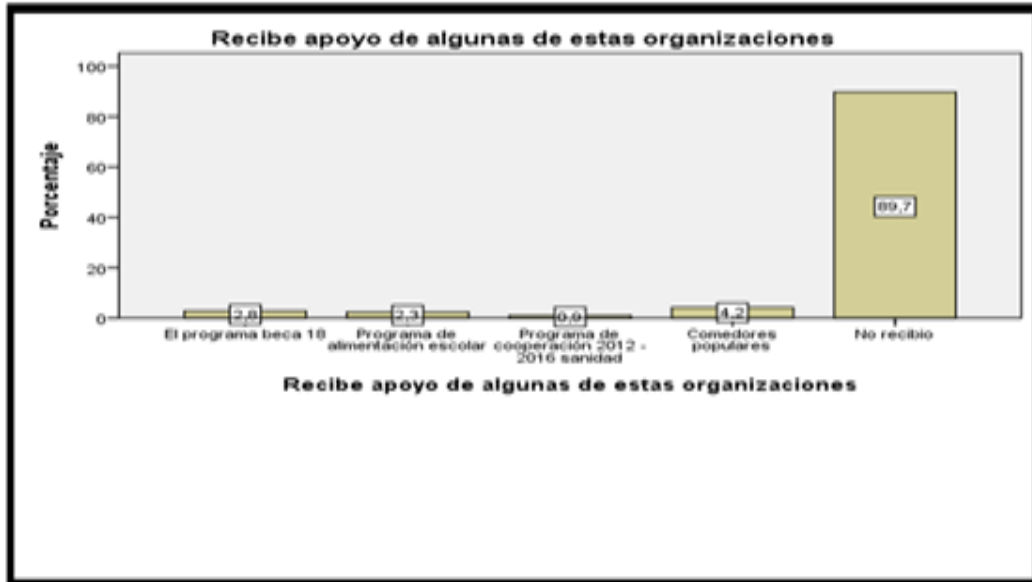 Recibe apoyo de algunas de estas organizaciones
Porcentaje
100
80
60
40
20
0
2,8
2,3
0,9
4,2
89,7
El programa beca 18
Programa de
alimentación escolar
Programa de
cooperación 2012 -
2016 sanidad
Comedores
populares
No recibio
Recibe apoyo de algunas de estas organizaciones